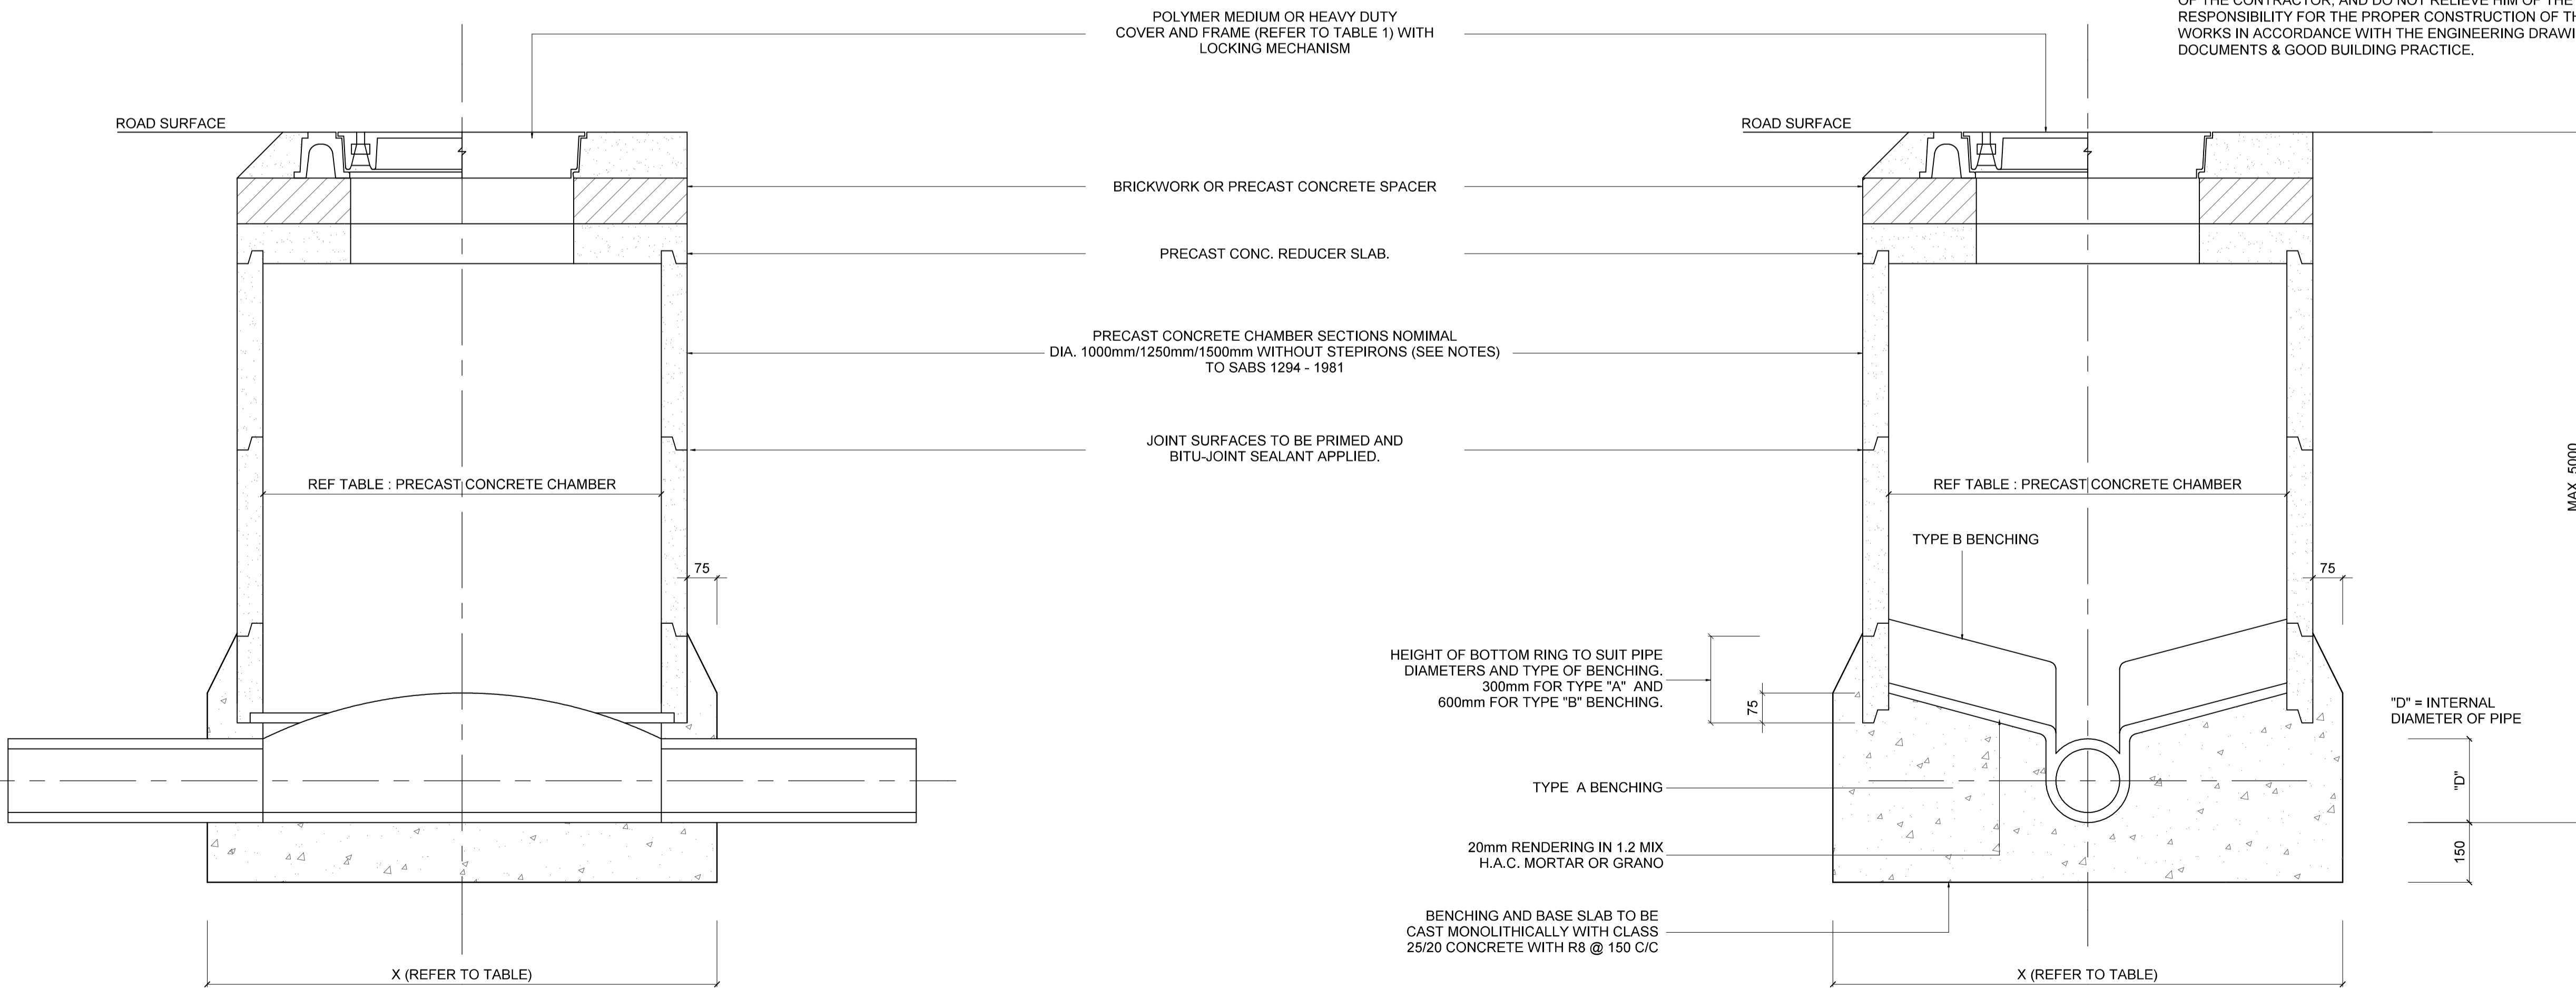 OF THE CONTRACTOR, AND DO NOT RELIEVE HIM OF THE
RESPONSIBILITY FOR THE PROPER CONSTRUCTION OF TH
WORKS IN ACCORDANCE WITH THE ENGINEERING DRAWI
DOCUMENTS & GOOD BUILDING PRACTICE.
POLYMER MEDIUM OR HEAVY DUTY
COVER AND FRAME (REFER TO TABLE 1) WITH
LOCKING MECHANISM
ROAD SURFACE
ROAD SURFACE
BRICKWORK OR PRECAST CONCRETE SPACER
PRECAST CONC. REDUCER SLAB.
PRECAST CONCRETE CHAMBER SECTIONS NOMIMAL
DIA. 1000mm/1250mm/1500mm WITHOUT STEPIRONS (SEE NOTES)
TO SABS 1294 - 1981
JOINT SURFACES TO BE PRIMED AND
BITU-JOINT SEALANT APPLIED.
REF TABLE : PRECAST CONCRETE CHAMBER
REF TABLE : PRECAST CONCRETE CHAMBER
MAX 5000
TYPE B BENCHING
75
75
HEIGHT OF BOTTOM RING TO SUIT PIPE
DIAMETERS AND TYPE OF BENCHING.
300mm FOR TYPE "A" AND
600mm FOR TYPE "B" BENCHING.
75
"D" = INTERNAL
DIAMETER OF PIPE
"D"
TYPE A BENCHING
20mm RENDERING IN 1.2 MIX
H.A.C. MORTAR OR GRANO
150
BENCHING AND BASE SLAB TO BE
CAST MONOLITHICALLY WITH CLASS
25/20 CONCRETE WITH R8 @ 150 C/C
X (REFER TO TABLE)
X (REFER TO TABLE)